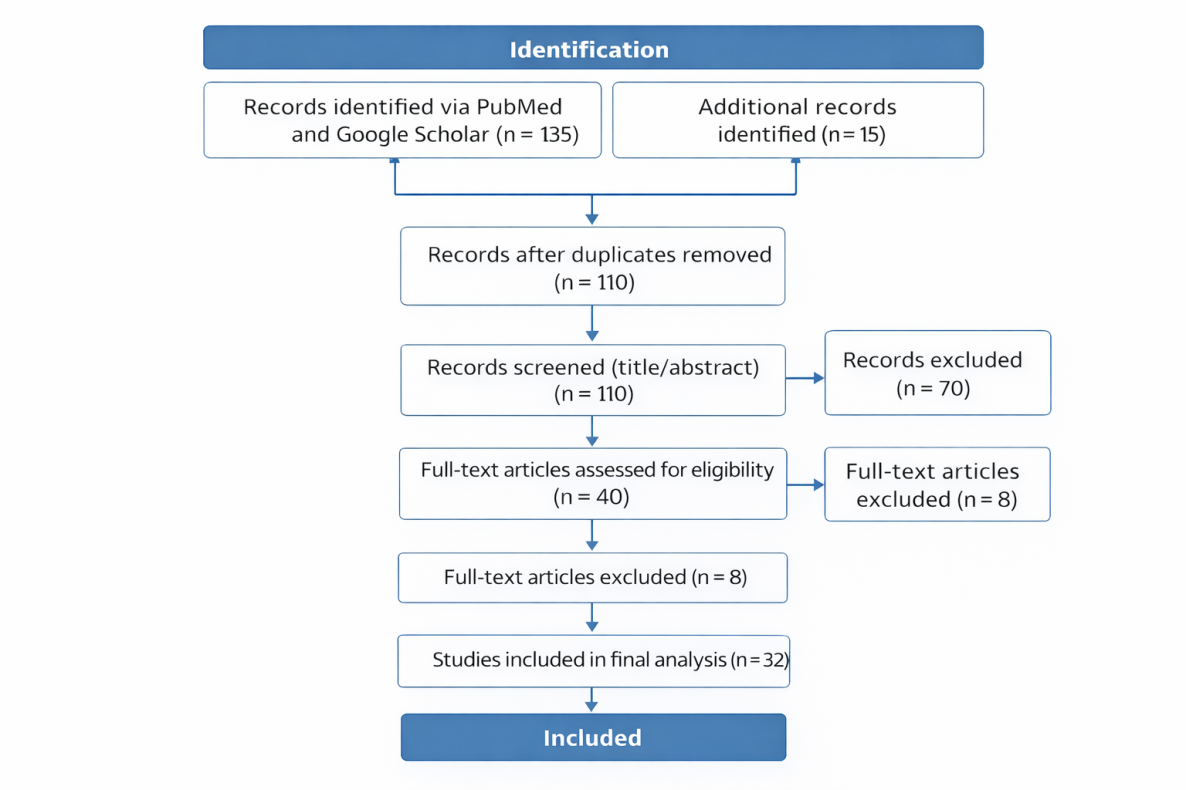 Identification
Records identified via PubMed
and Google Scholar (n = 135)
Additional records
identified (n = 15)
Records after duplicates removed
(n = 110)
Records screened (title/abstract)
(n = 110)
Records excluded
(n = 70)
Full-text articles assessed for eligibility
(n = 40)
Full-text articles
excluded (n = 8)
Full-text articles excluded (n = 8)
Studies included in final analysis (n = 32)
Included